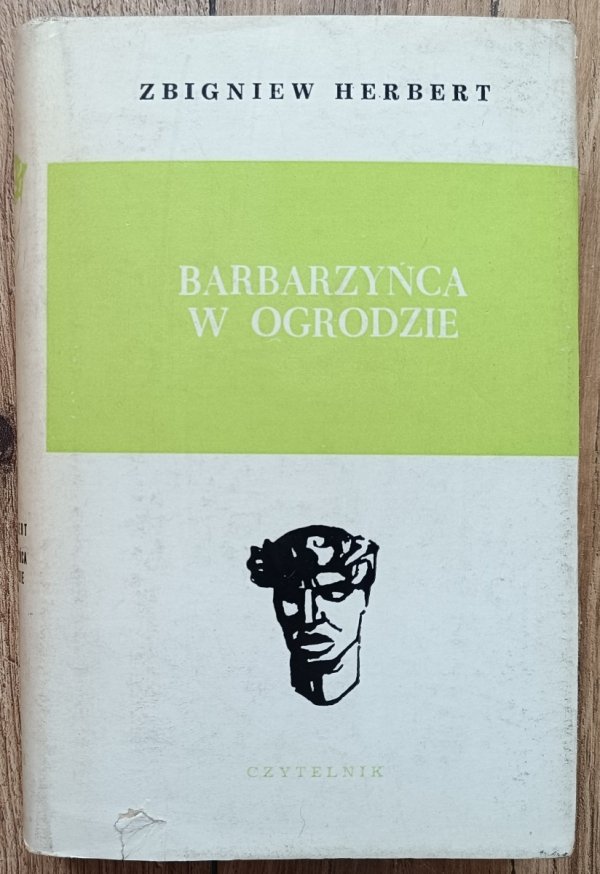 ZBIGNIEW HERBERT
BARBARZYŃCA
W OGRODZIE
CZYTELNIK